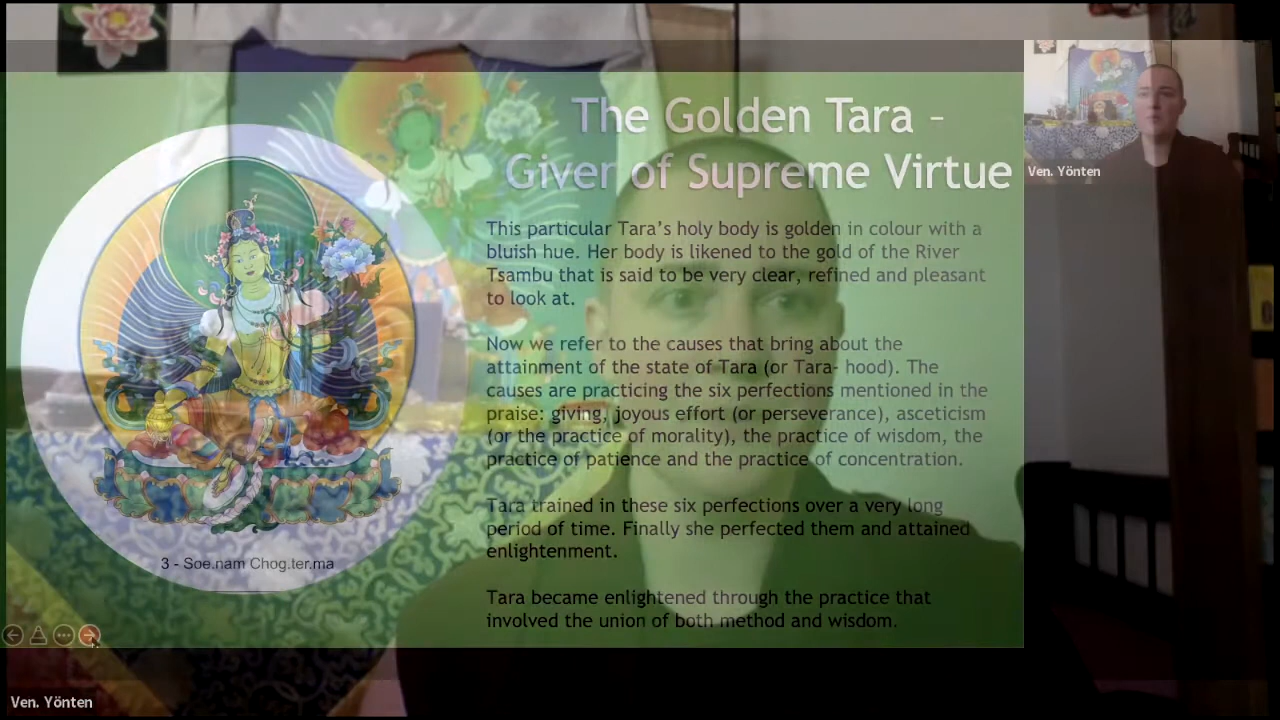 The Golden Tara –
Giver of Supreme Virtue
Ven. Yönten
This particular Tara's holy body is golden in colour with a
bluish hue. Her body is likened to the gold of the River
Tsambu that is said to be very clear, refined and pleasant
to look at.
Now we refer to the causes that bring about the
attainment of the state of Tara (or Tara- hood). The
causes are practicing the six perfections mentioned in the
praise: giving, joyous effort (or perseverance), asceticism
(or the practice of morality), the practice of wisdom, the
practice of patience and the practice of concentration.
Tara trained in these six perfections over a very long
period of time. Finally she perfected them and attained
enlightenment.
3 - Soe.nam Chog.ter.ma
Tara became enlightened through the practice that
involved the union of both method and wisdom.
Ven. Yönten